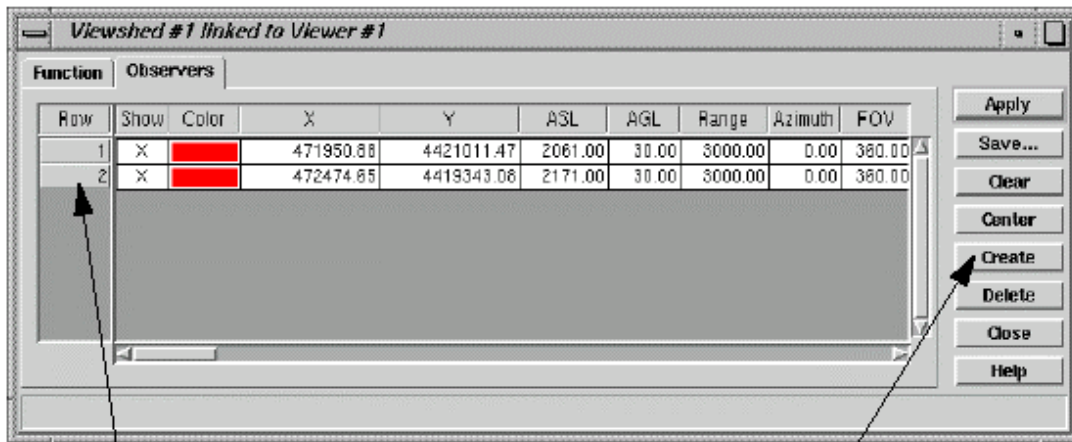 Viewshed #1 linked to Viewer #1
Function Observers
Row Show Color X Y ASL AGL Range Azimuth FOV
1 X 471950.88 4421011.47 2061.00 30.00 3000.00 0.00 360.00
2 X 472474.65 4419343.08 2171.00 30.00 3000.00 0.00 360.00
Apply
Save...
Clear
Center
Create
Delete
Close
Help